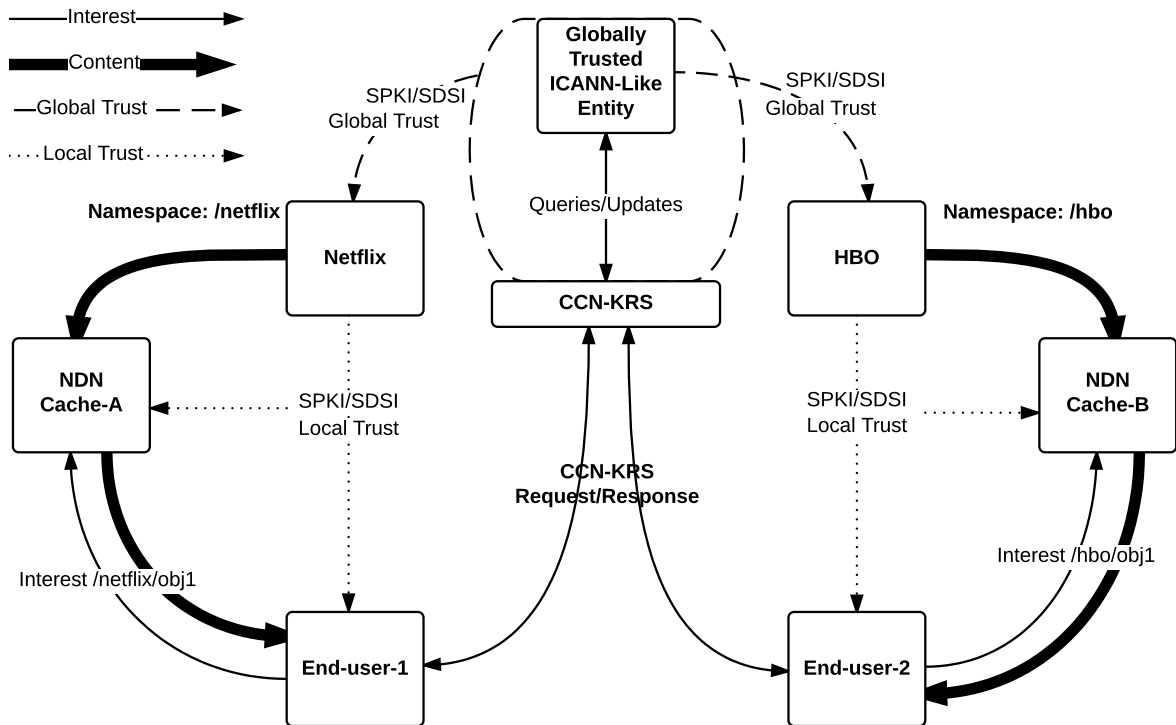 Interest
Content
Global Trust
Local Trust
Globally
Trusted
ICANN-Like
Entity
SPKI/SDSI
Global Trust
SPKI/SDSI
Global Trust
Queries/Updates
Namespace: /netflix
Netflix
CCN-KRS
HBO
Namespace: /hbo
NDN
Cache-A
SPKI/SDSI
Local Trust
SPKI/SDSI
Local Trust
NDN
Cache-B
CCN-KRS
Request/Response
Interest /netflix/obj1
Interest /hbo/obj1
End-user-1
End-user-2